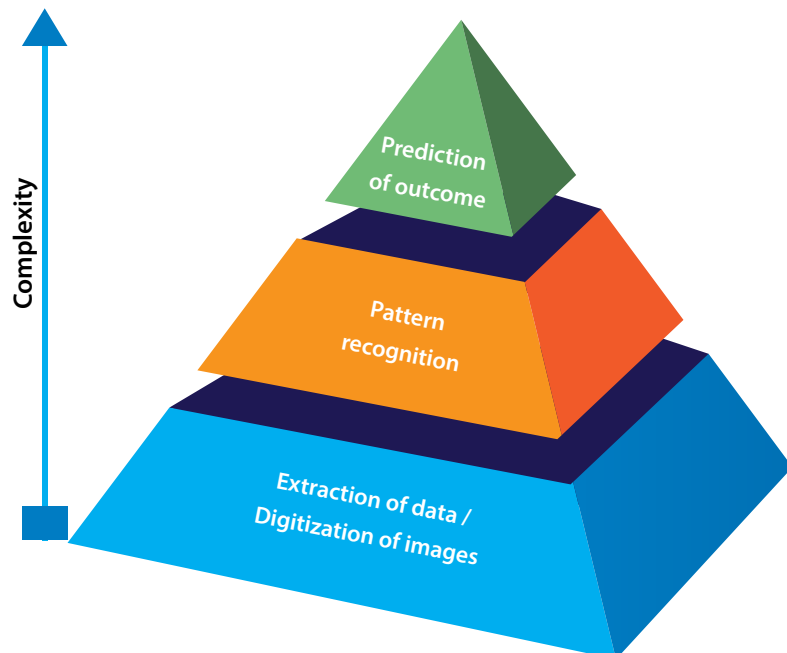 Complexity
Prediction
of outcome
Pattern
recognition
Extraction of data /
Digitization of images